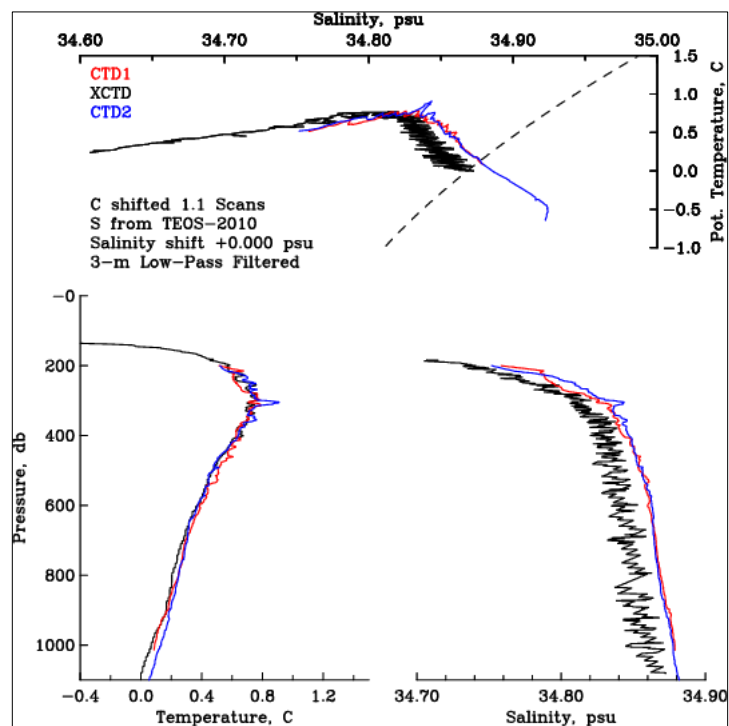 Salinity, psu
34.60 34.70 34.80 34.90 35.00
CTD1
XCTD
CTD2
1.5
1.0
0.5
0.0
−0.5
−1.0
Pot. Temperature, C
C shifted 1.1 Scans
S from TEOS−2010
Salinity shift +0.000 psu
3−m Low−Pass Filtered
−0
200
400
600
800
1000
Pressure, db
−0.4 0.0 0.4 0.8 1.2
Temperature, C
34.70 34.80 34.90
Salinity, psu